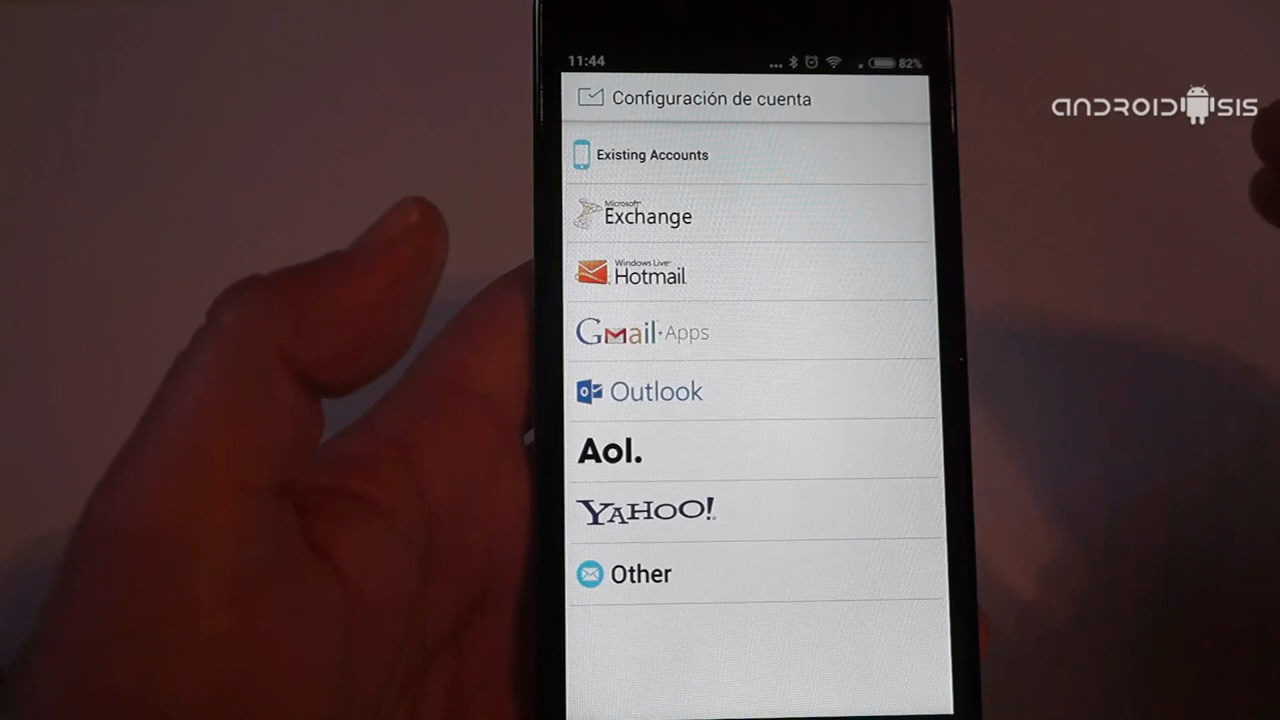 11:44
82%
ANDROIDSIS
Configuración de cuenta
Existing Accounts
Microsoft
Exchange
Windows Live
Hotmail
Gmail+Apps
Outlook
Aol.
YAHOO!
Other